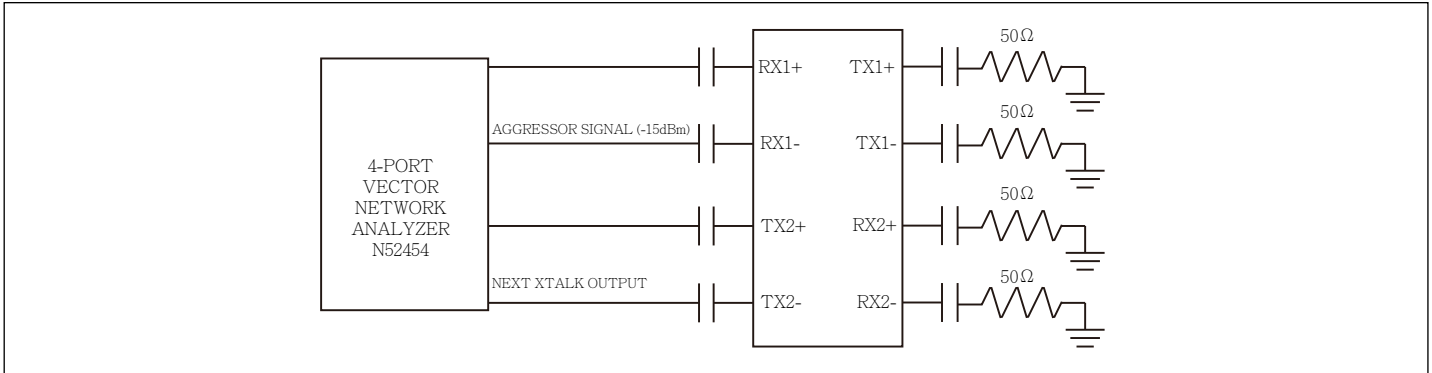 50Ω
RX1+
TX1+
AGGRESSOR SIGNAL (-15dBm)
50Ω
RX1-
TX1-
4-PORT
VECTOR
NETWORK
ANALYZER
N52454
50Ω
TX2+
RX2+
NEXT XTALK OUTPUT
50Ω
TX2-
RX2-